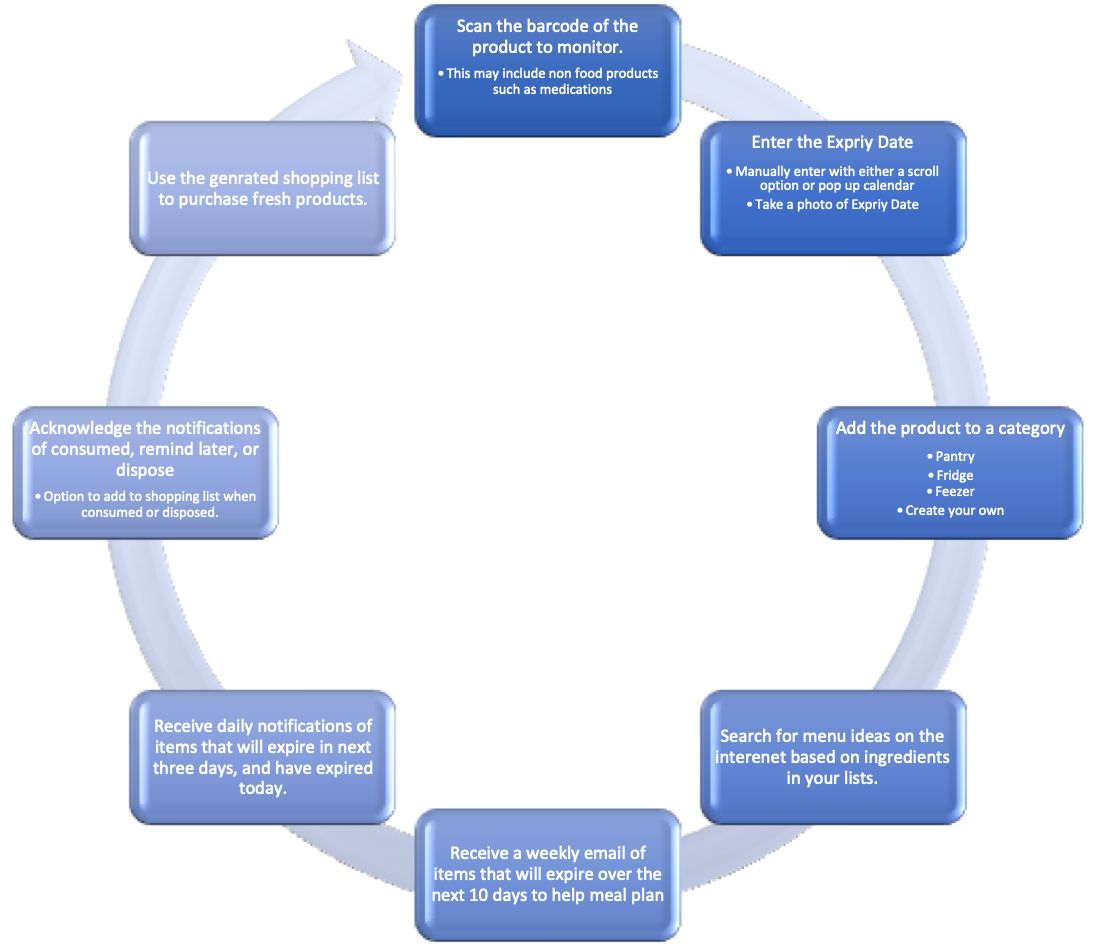 Scan the barcode of the
product to monitor.
• This may include non food products
such as medications
Enter the Expriy Date
• Manually enter with either a scroll
option or pop up calendar
• Take a photo of Expriy Date
Add the product to a category
• Pantry
• Fridge
• Feezer
• Create your own
Search for menu ideas on the
interenet based on ingredients
in your lists.
Receive a weekly email of
items that will expire over the
next 10 days to help meal plan
Receive daily notifications of
items that will expire in next
three days, and have expired
today.
Acknowledge the notifications
of consumed, remind later, or
dispose
• Option to add to shopping list when
consumed or disposed.
Use the genrated shopping list
to purchase fresh products.